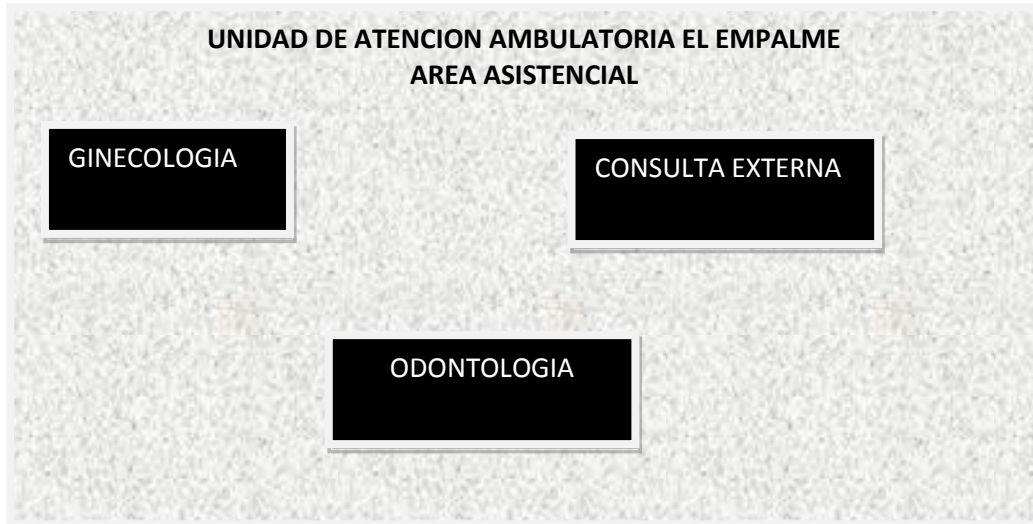 UNIDAD DE ATENCION AMBULATORIA EL EMPALME
AREA ASISTENCIAL
GINECOLOGIA
CONSULTA EXTERNA
ODONTOLOGIA